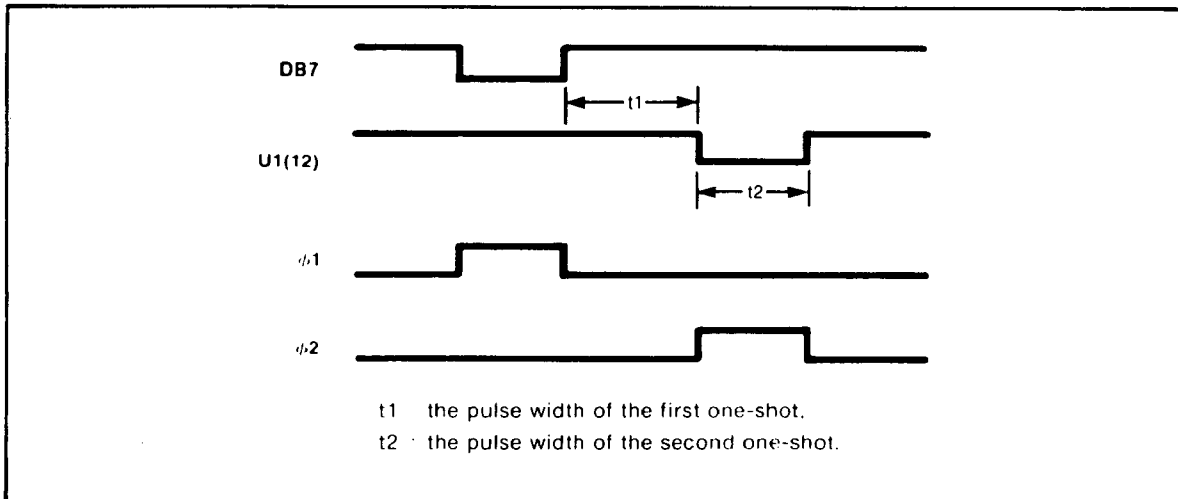 DB7
t1
U1(12)
t2
ϕ1
ϕ2
t1 the pulse width of the first one-shot.
t2 the pulse width of the second one-shot.